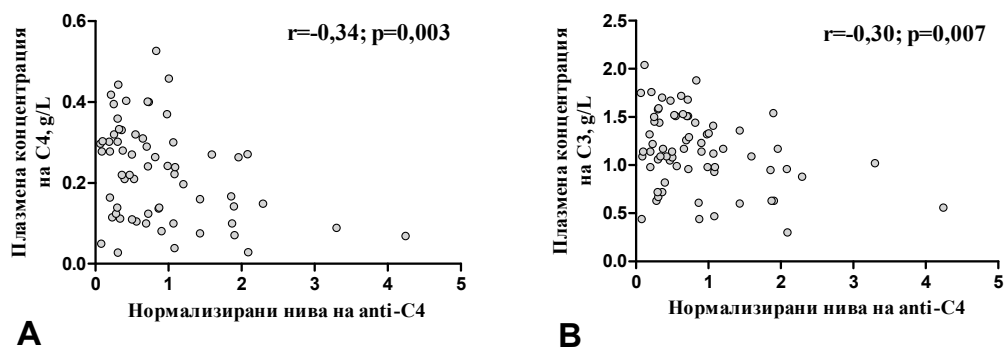 r=-0,34; p=0,003
Плазмена концентрация
на C4, g/L
0.6
0.4
0.2
0.0
0 1 2 3 4 5
Нормализирани нива на anti-C4
A
r=-0,30; p=0,007
Плазмена концентрация
на C3, g/L
2.5
2.0
1.5
1.0
0.5
0.0
0 1 2 3 4 5
Нормализирани нива на anti-C4
B